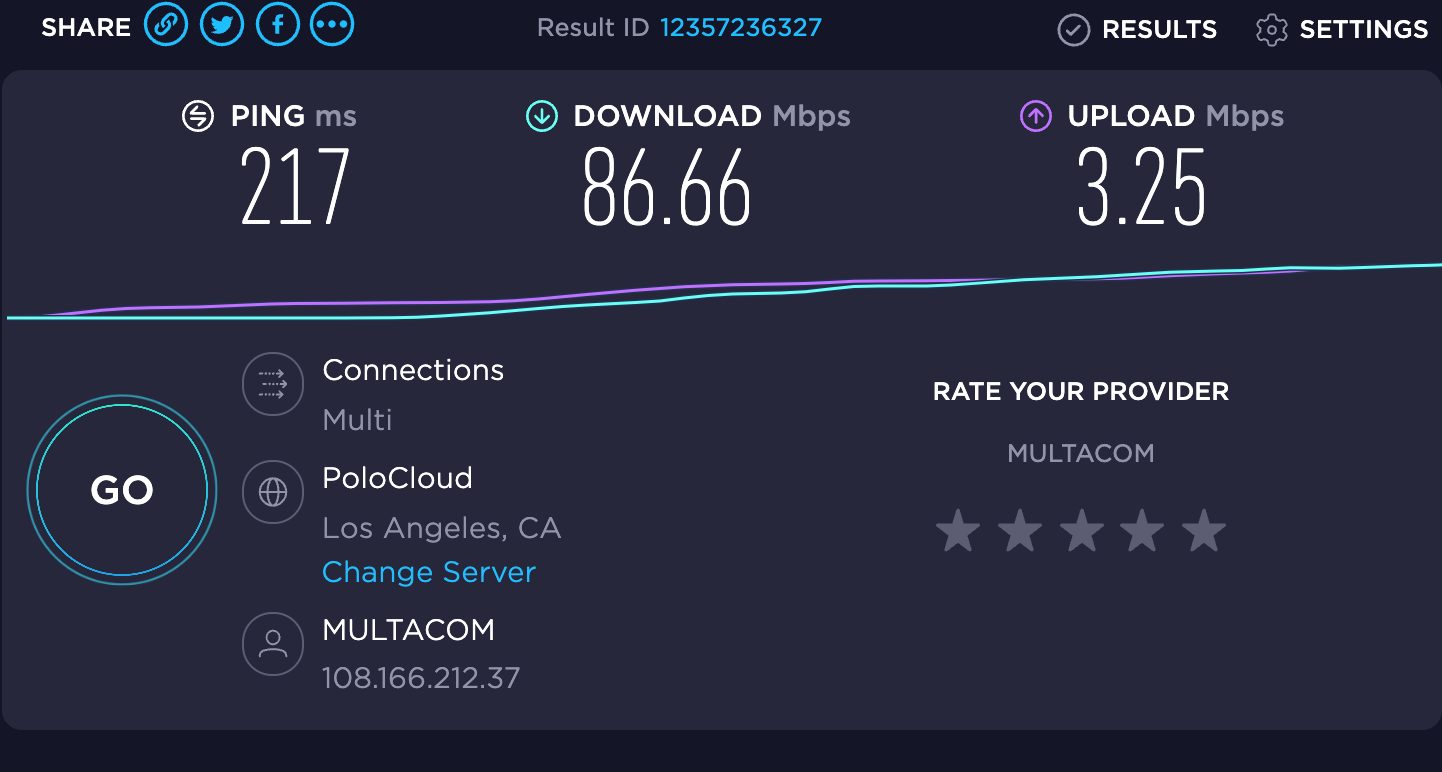 SHARE
Result ID 12357236327
RESULTS
SETTINGS
PING ms
217
DOWNLOAD Mbps
86.66
UPLOAD Mbps
3.25
GO
Connections
Multi
PoloCloud
Los Angeles, CA
Change Server
MULTACOM
108.166.212.37
RATE YOUR PROVIDER
MULTACOM